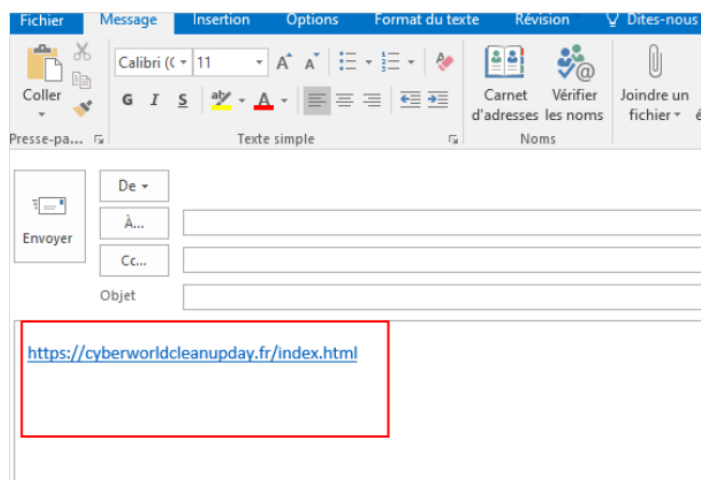 Fichier Message Insertion Options Format du texte Révision Dites-nous
Calibri (C 11
Coller G I S A
Carnet d'adresses
Vérifier les noms
Joindre un fichier
Presse-pa... Texte simple Noms
De
À...
Envoyer
Cc...
Objet
https://cyberworldcleanupday.fr/index.html